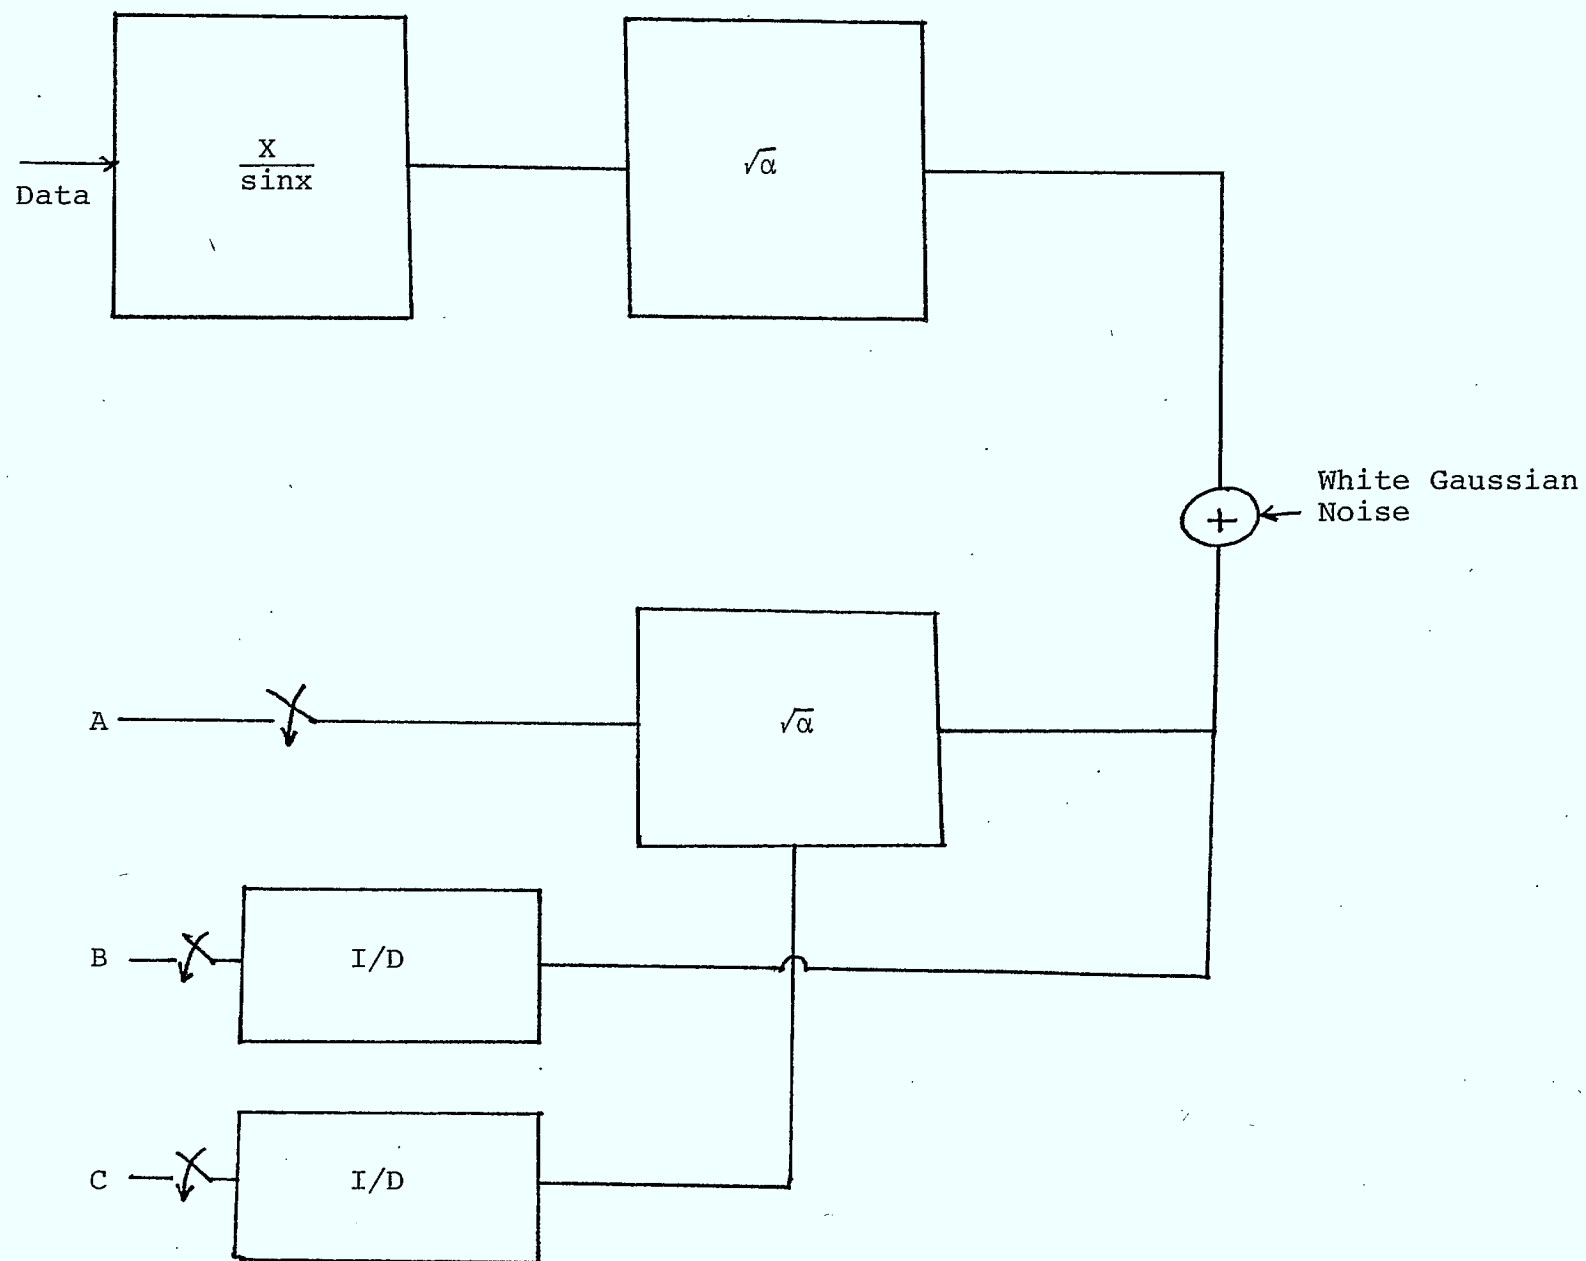 X
sinx
√α
Data
White Gaussian
Noise
+
A
√α
B
I/D
C
I/D